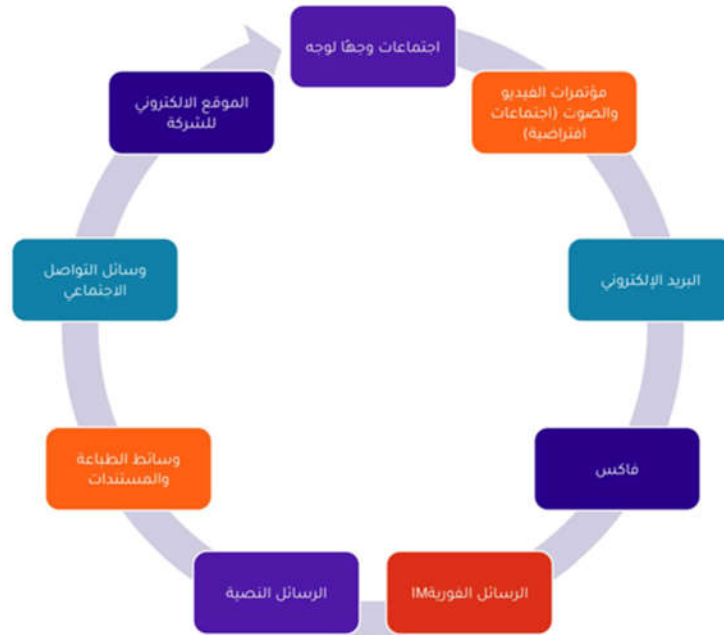 اجتماعات وجهًا لوجه
مؤتمرات الفيديو
والصوت (اجتماعات
افتراضية)
البريد الإلكتروني
فاكس
الرسائل الفوريةIM
الرسائل النصية
وسائط الطباعة
والمستندات
وسائل التواصل
الاجتماعي
الموقع الالكتروني
للشركة